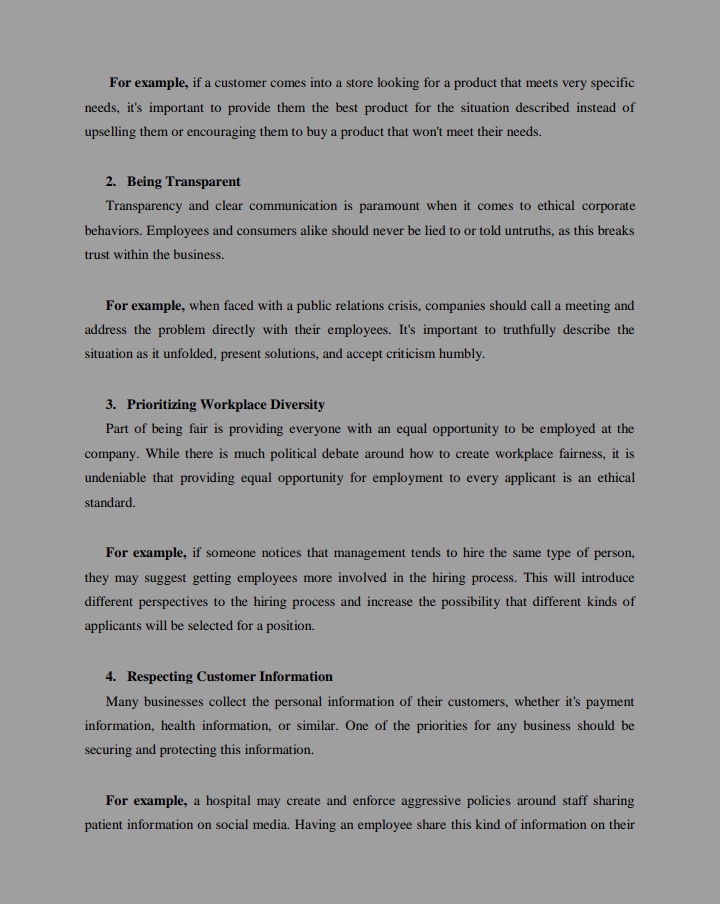 For example, if a customer comes into a store looking for a product that meets very specific
needs, it's important to provide them the best product for the situation described instead of
upselling them or encouraging them to buy a product that won't meet their needs.
2. Being Transparent
Transparency and clear communication is paramount when it comes to ethical corporate
behaviors. Employees and consumers alike should never be lied to or told untruths, as this breaks
trust within the business.
For example, when faced with a public relations crisis, companies should call a meeting and
address the problem directly with their employees. It's important to truthfully describe the
situation as it unfolded, present solutions, and accept criticism humbly.
3. Prioritizing Workplace Diversity
Part of being fair is providing everyone with an equal opportunity to be employed at the
company. While there is much political debate around how to create workplace fairness, it is
undeniable that providing equal opportunity for employment to every applicant is an ethical
standard.
For example, if someone notices that management tends to hire the same type of person,
they may suggest getting employees more involved in the hiring process. This will introduce
different perspectives to the hiring process and increase the possibility that different kinds of
applicants will be selected for a position.
4. Respecting Customer Information
Many businesses collect the personal information of their customers, whether it's payment
information, health information, or similar. One of the priorities for any business should be
securing and protecting this information.
For example, a hospital may create and enforce aggressive policies around staff sharing
patient information on social media. Having an employee share this kind of information on their